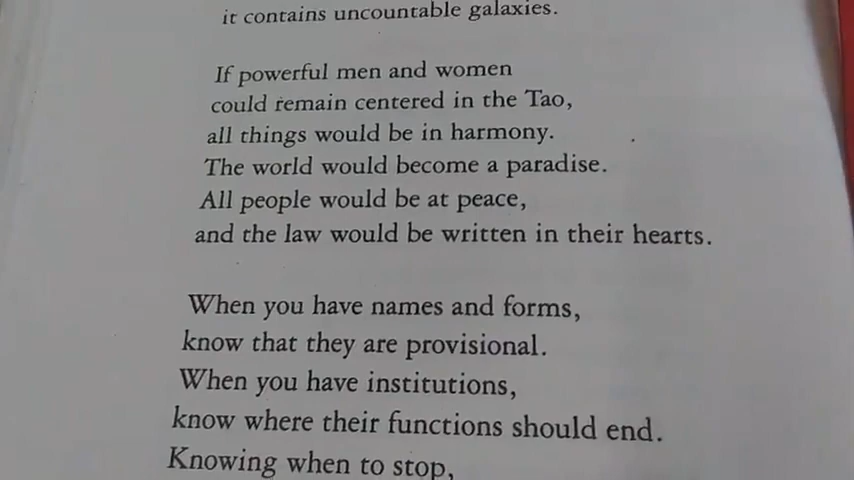 it contains uncountable galaxies.
If powerful men and women
could remain centered in the Tao,
all things would be in harmony.
The world would become a paradise.
All people would be at peace,
and the law would be written in their hearts.
When you have names and forms,
know that they are provisional.
When you have institutions,
know where their functions should end.
Knowing when to stop,